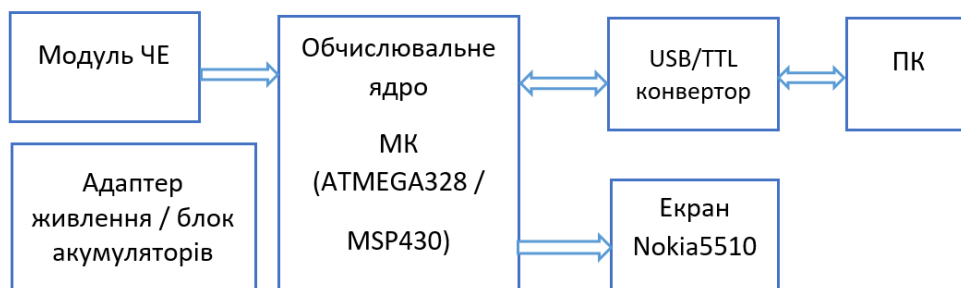 Модуль ЧЕ
Обчислювальне
ядро
МК
(ATMEGA328 /
MSP430)
USB/TTL
конвертор
ПК
Адаптер
живлення / блок
акумуляторів
Екран
Nokia5510